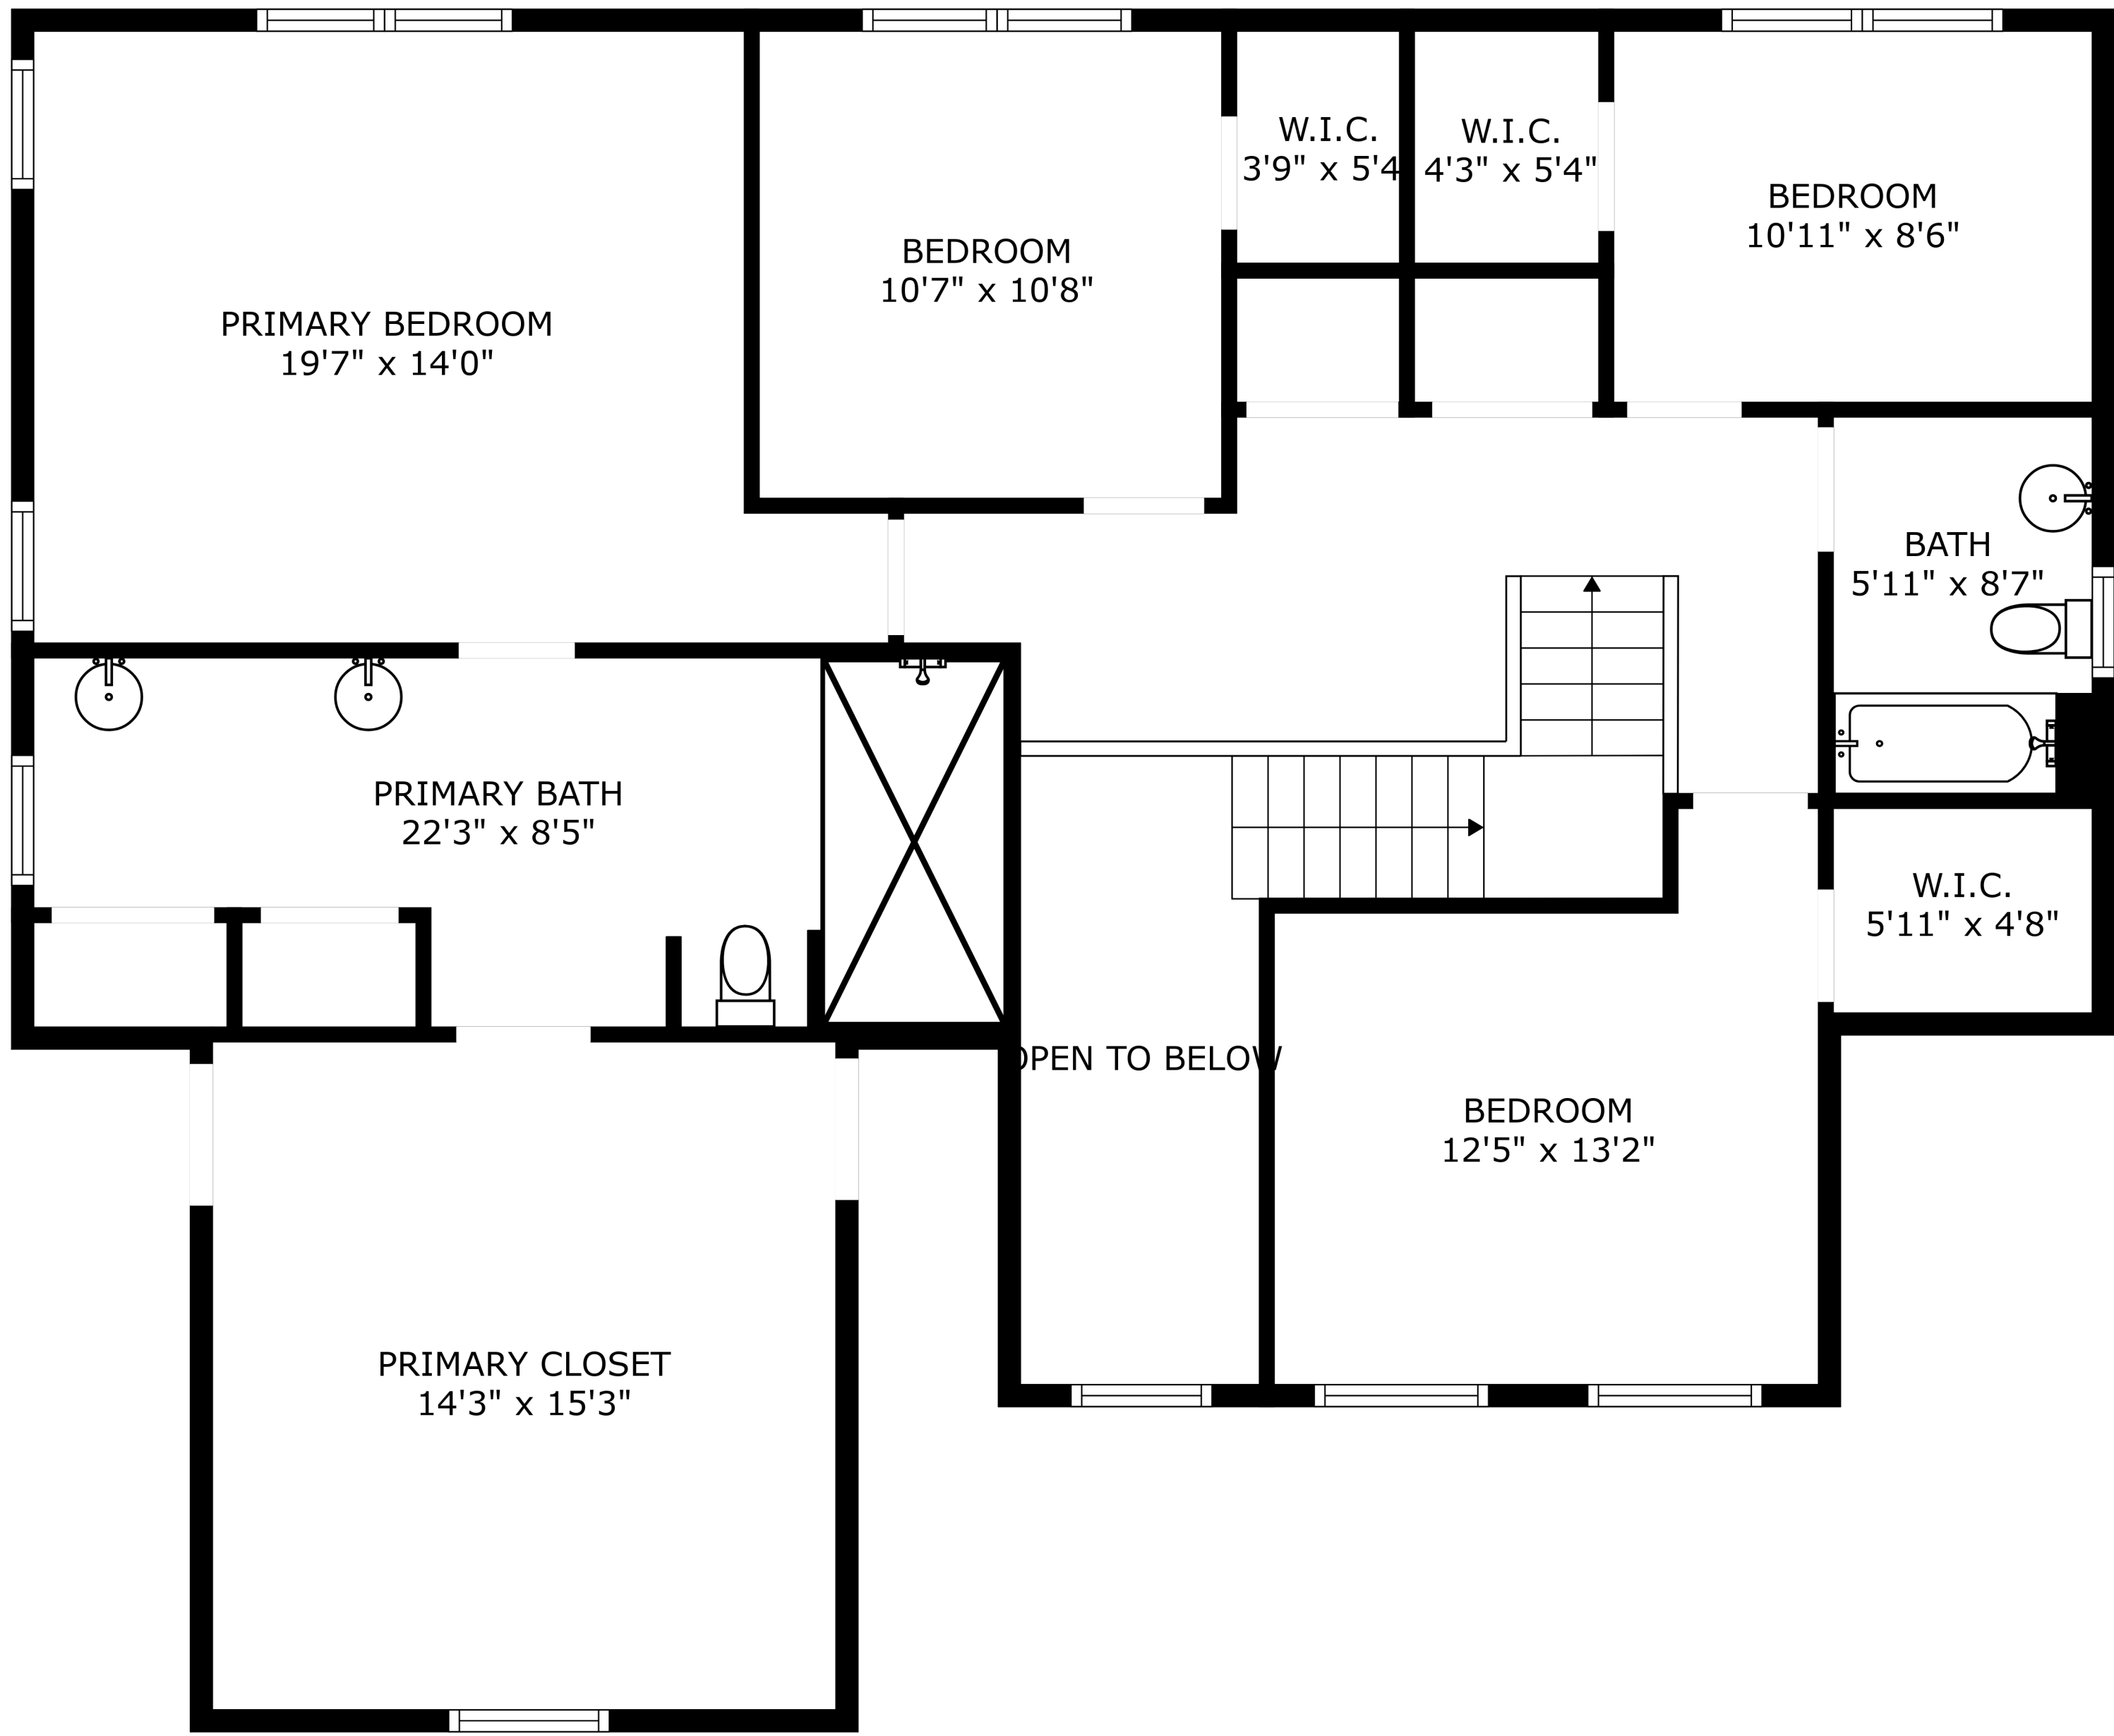 W.I.C.
3'9" x 5'4
W.I.C.
4'3" x 5'4"
BEDROOM
10'11" x 8'6"
BEDROOM
10'7" x 10'8"
PRIMARY BEDROOM
19'7" x 14'0"
BATH
5'11" x 8'7"
PRIMARY BATH
22'3" x 8'5"
W.I.C.
5'11" x 4'8"
OPEN TO BELOW
BEDROOM
12'5" x 13'2"
PRIMARY CLOSET
14'3" x 15'3"